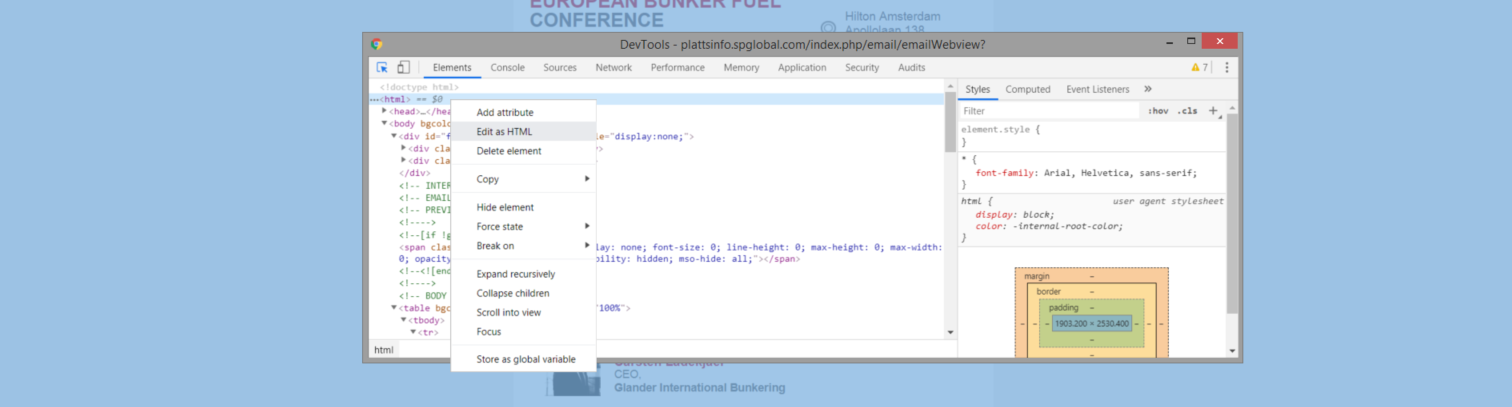 EUROPEAN BUNKER FUEL
CONFERENCE
Hilton Amsterdam
Apollolaan 138
DevTools - plattsinfo.spglobal.com/index.php/email/emailWebview?
Elements Console Sources Network Performance Memory Application Security Audits 7
<!doctype html>
<html> == $0
<head>…</hea
<body bgcolo
<div id="f le="display:none;">
<div cla >
<div cla
</div>
<!-- INTER
<!-- EMAIL
<!-- PREVI
<!---->
<!--[if !
<span clas lay: none; font-size: 0; line-height: 0; max-height: 0; max-width:
0; opacity bility: hidden; mso-hide: all;"></span>
<!--<![end
<!---->
<!-- BODY
<table bgc "100%">
<tbody>
<tr>
html
Add attribute
Edit as HTML
Delete element
Copy
Hide element
Force state
Break on
Expand recursively
Collapse children
Scroll into view
Focus
Store as global variable
Styles Computed Event Listeners »
Filter :hov .cls +
element.style {
}
* {
font-family: Arial, Helvetica, sans-serif;
}
html { user agent stylesheet
display: block;
color: -internal-root-color;
}
margin –
border –
padding –
– – – 1903.200 × 2530.400 – – –
–
–
CEO,
Glander International Bunkering